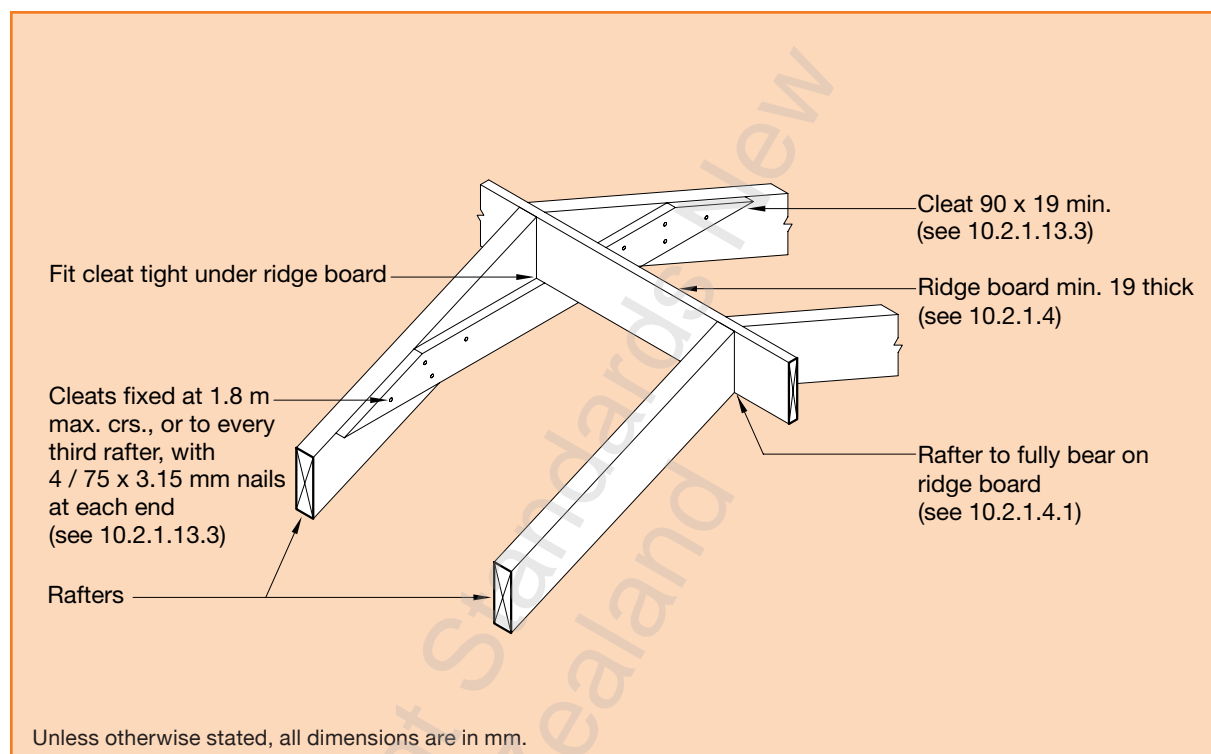 Cleat 90 x 19 min.
(see 10.2.1.13.3)
Fit cleat tight under ridge board
Ridge board min. 19 thick
(see 10.2.1.4)
Cleats fixed at 1.8 m
max. crs., or to every
third rafter, with
4 / 75 x 3.15 mm nails
at each end
(see 10.2.1.13.3)
Rafter to fully bear on
ridge board
(see 10.2.1.4.1)
Rafters
Unless otherwise stated, all dimensions are in mm.
Standards New
ealand